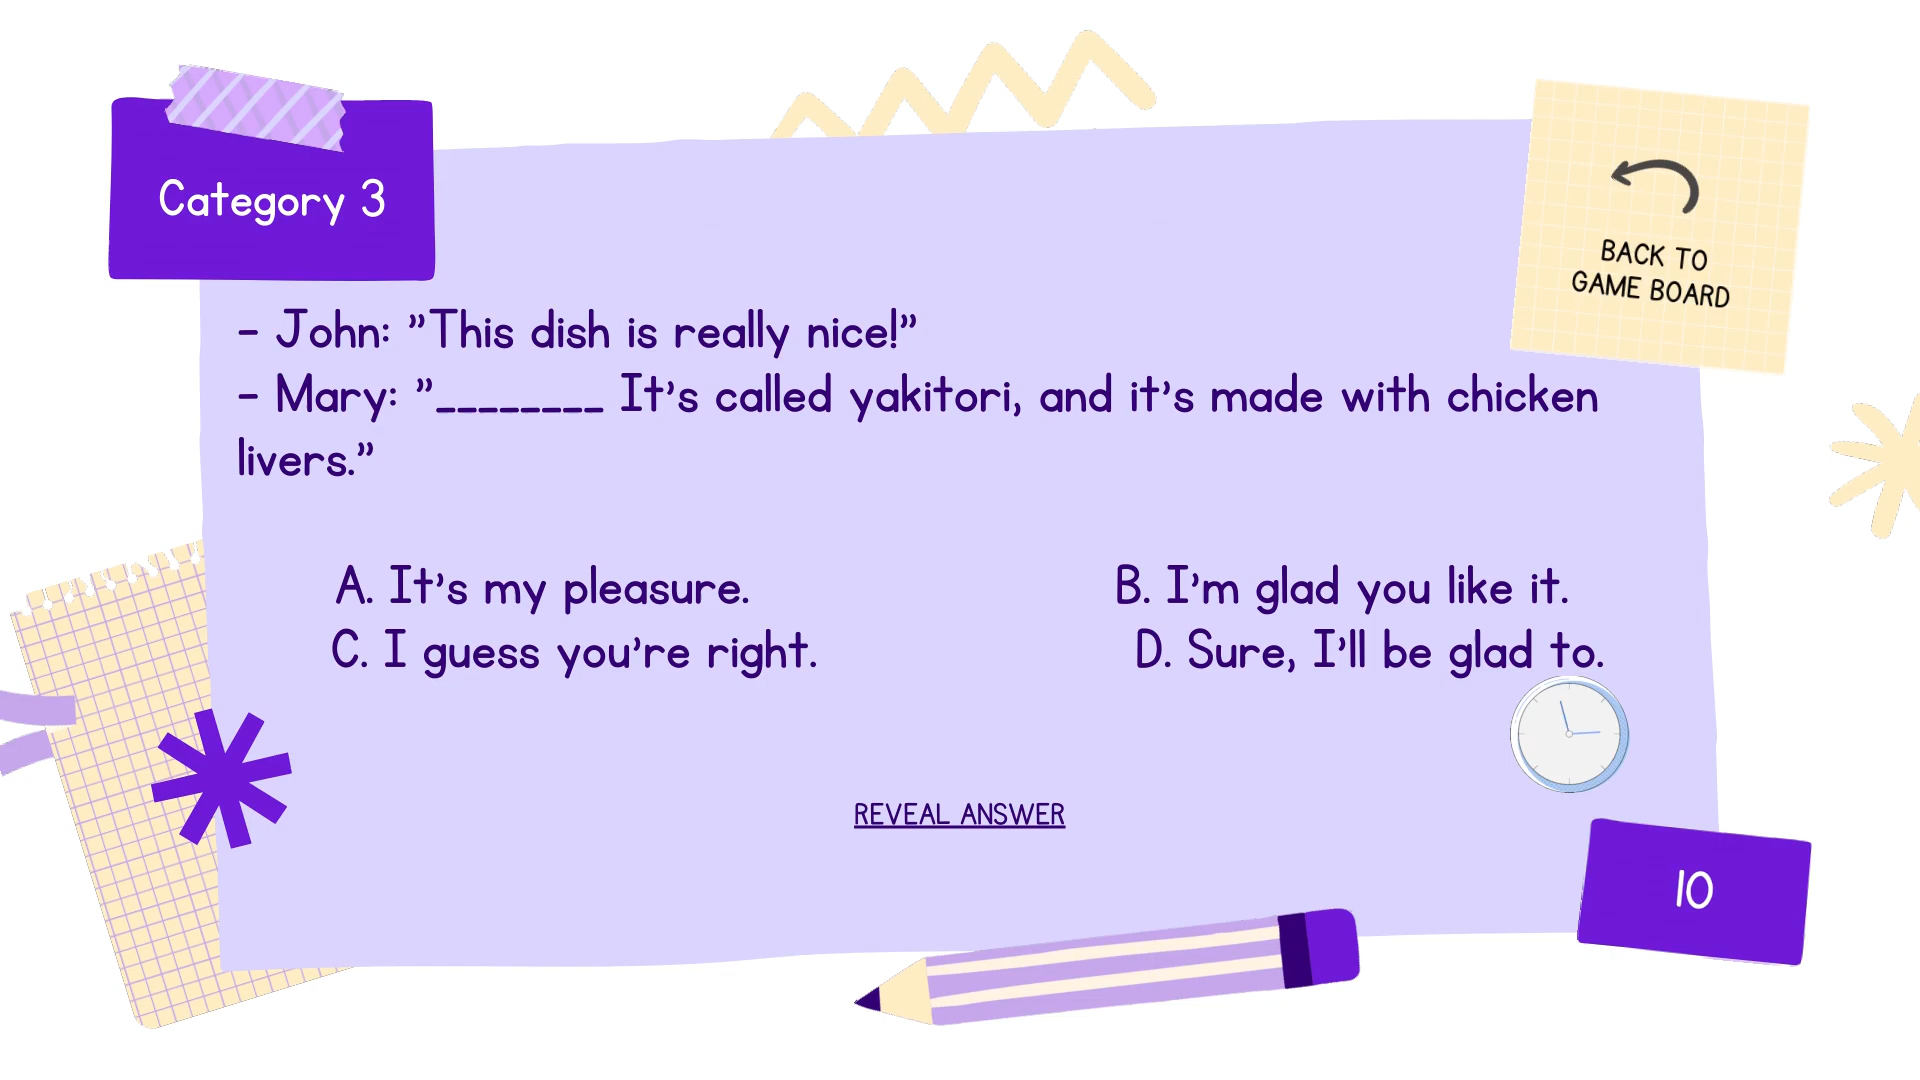 Category 3
BACK TO
GAME BOARD
- John: ”This dish is really nice!”
- Mary: ”________ It’s called yakitori, and it’s made with chicken
livers.”
A. It’s my pleasure. B. I’m glad you like it.
C. I guess you’re right. D. Sure, I’ll be glad to.
REVEAL ANSWER
10